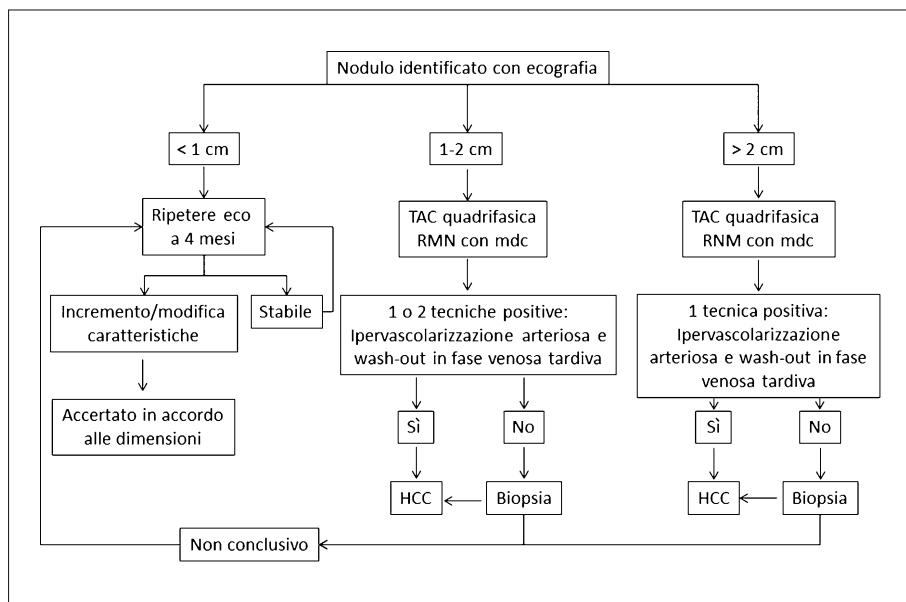 Nodulo identificato con ecografia
< 1 cm
1-2 cm
> 2 cm
Ripetere eco
a 4 mesi
TAC quadrifasica
RMN con mdc
TAC quadrifasica
RNM con mdc
Incremento/modifica
caratteristiche
Stabile
1 o 2 tecniche positive:
Ipervascolarizzazione arteriosa e
wash-out in fase venosa tardiva
1 tecnica positiva:
Ipervascolarizzazione
arteriosa e wash-out in fase
venosa tardiva
Accertato in accordo
alle dimensioni
Sì
No
Sì
No
HCC
Biopsia
HCC
Biopsia
Non conclusivo